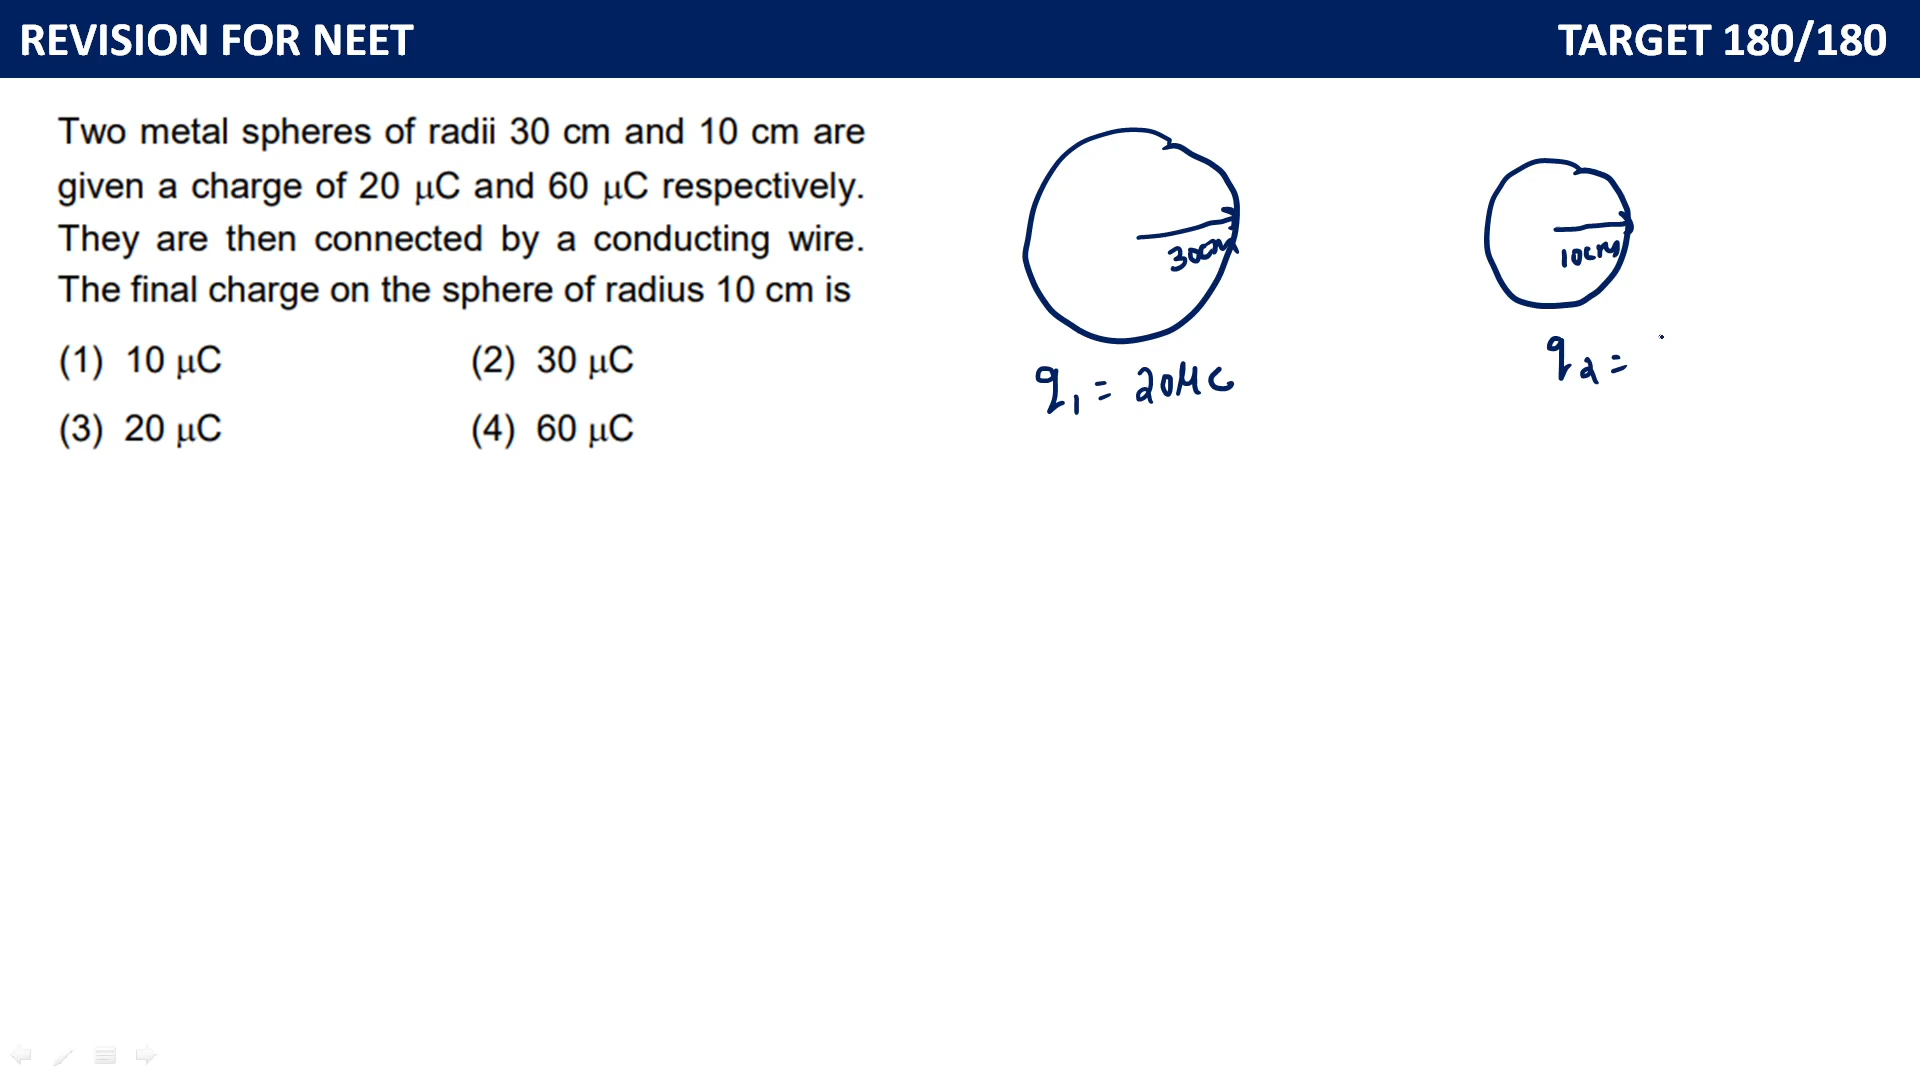 REVISION FOR NEET
TARGET 180/180
Two metal spheres of radii 30 cm and 10 cm are
given a charge of 20 μC and 60 μC respectively.
They are then connected by a conducting wire.
The final charge on the sphere of radius 10 cm is
(1) 10 μC (2) 30 μC
(3) 20 μC (4) 60 μC
30cm
10cm
q₁ = 20μC
q₂ =